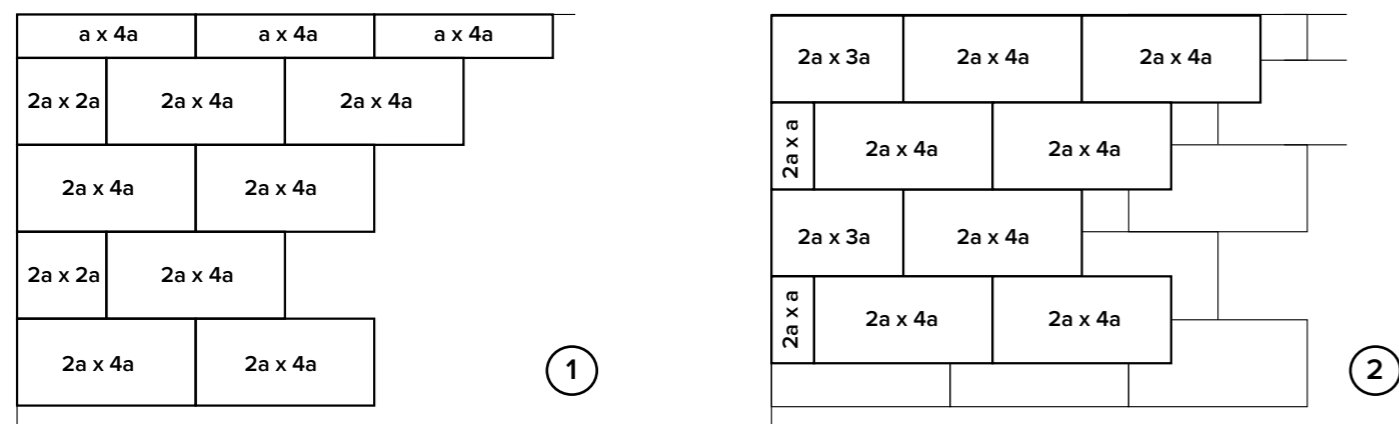 a x 4a a x 4a a x 4a
2a x 2a 2a x 4a 2a x 4a
2a x 4a 2a x 4a
2a x 2a 2a x 4a
2a x 4a 2a x 4a
1
2a x 3a 2a x 4a 2a x 4a
2a x a 2a x 4a 2a x 4a
2a x 3a 2a x 4a
2a x a 2a x 4a 2a x 4a
2